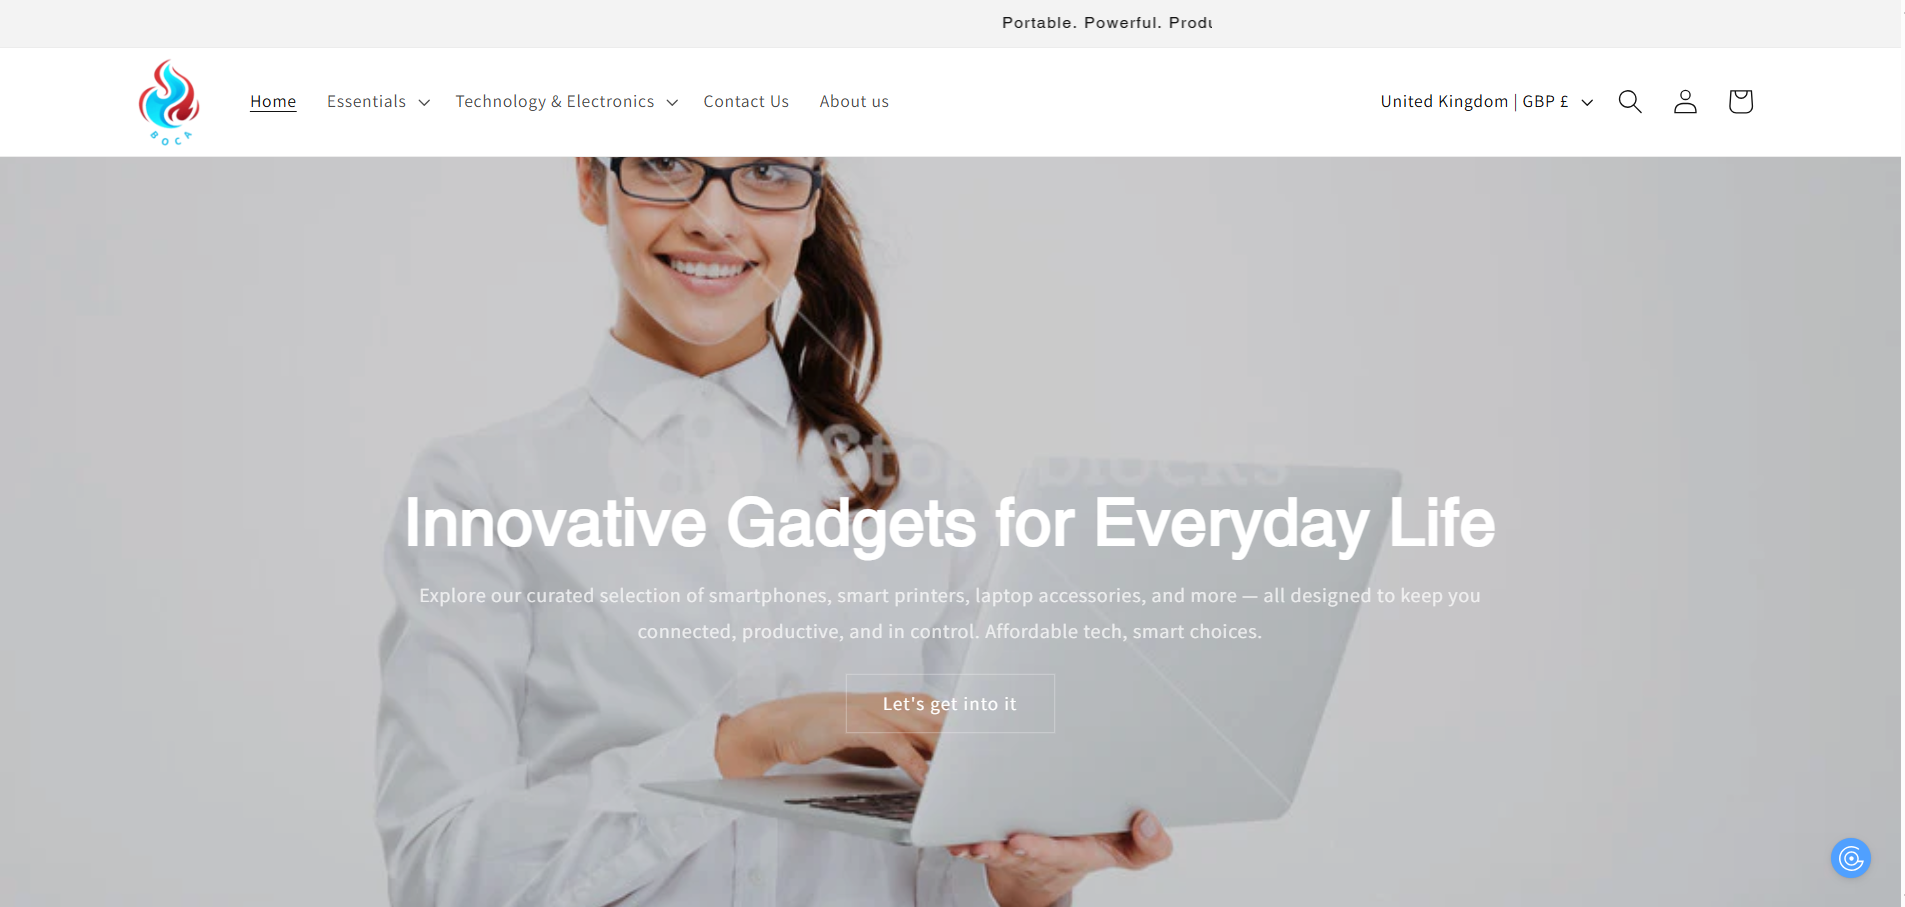 Portable. Powerful. Produ
BOCA
Home
Essentials
Technology & Electronics
Contact Us
About us
United Kingdom | GBP £
Innovative Gadgets for Everyday Life
Explore our curated selection of smartphones, smart printers, laptop accessories, and more — all designed to keep you
connected, productive, and in control. Affordable tech, smart choices.
Let's get into it